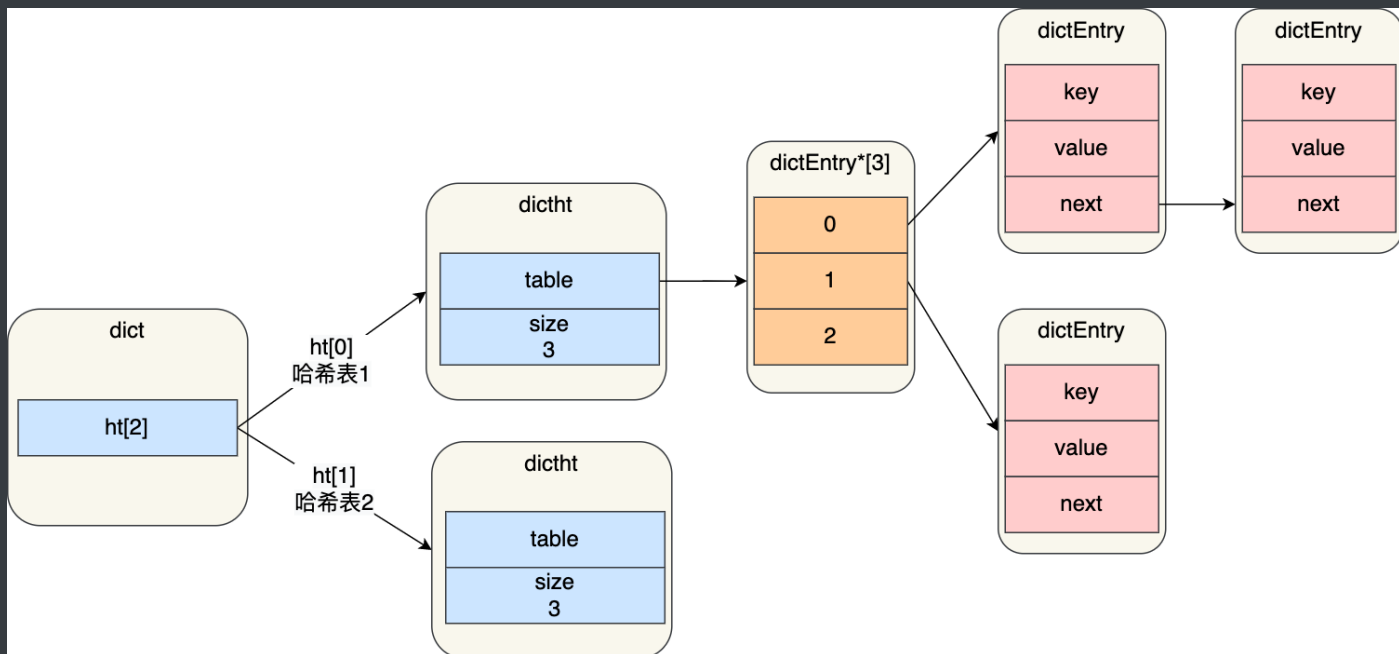 dict
ht[2]
ht[0]
哈希表1
ht[1]
哈希表2
dictht
table
size
3
dictht
table
size
3
dictEntry*[3]
0
1
2
dictEntry
key
value
next
dictEntry
key
value
next
dictEntry
key
value
next